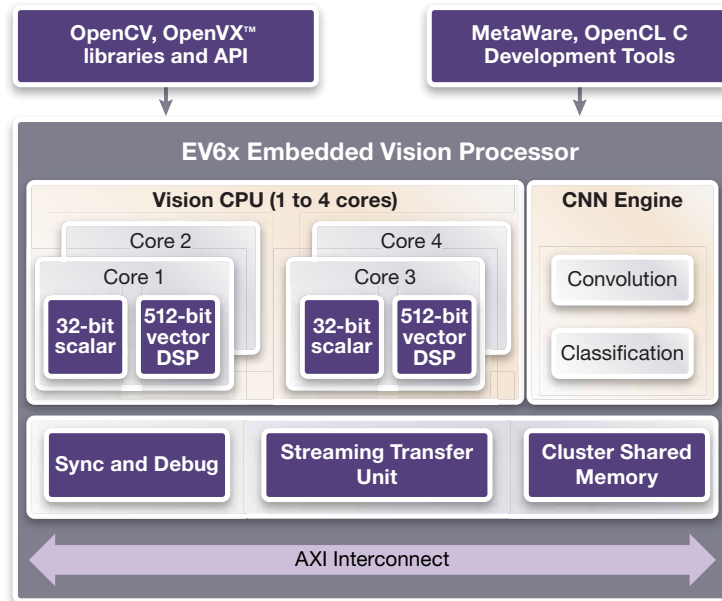 OpenCV, OpenVX™
libraries and API
MetaWare, OpenCL C
Development Tools
EV6x Embedded Vision Processor
Vision CPU (1 to 4 cores)
CNN Engine
Core 2
Core 4
Core 1
Core 3
Convolution
32-bit
scalar
512-bit
vector
DSP
32-bit
scalar
512-bit
vector
DSP
Classification
Sync and Debug
Streaming Transfer
Unit
Cluster Shared
Memory
AXI Interconnect